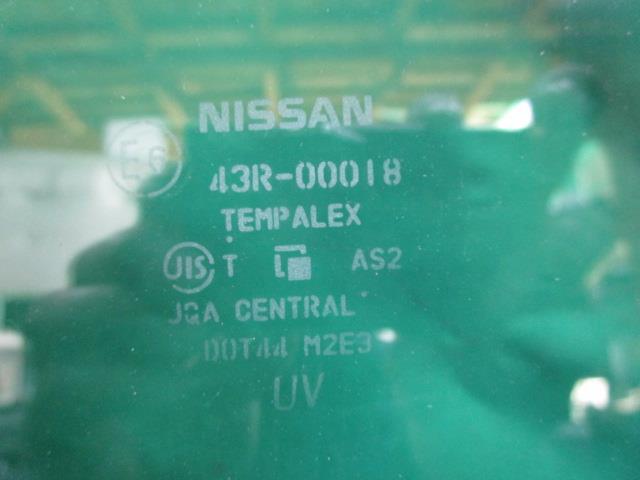 NISSAN
E6 43R-00018
TEMPALEX
JIS T AS2
JGA CENTRAL
DOT44 M2E3
UV